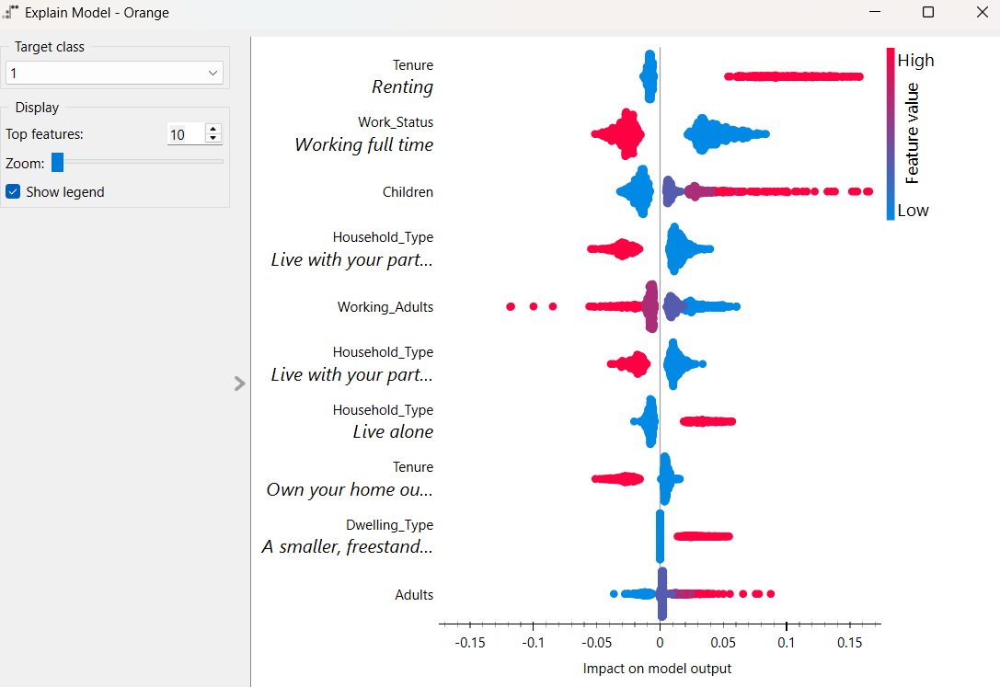 Explain Model - Orange
Target class
1
Display
Top features:
10
Zoom:
Show legend
Tenure
Renting
Work_Status
Working full time
Children
Household_Type
Live with your part...
Working_Adults
Household_Type
Live with your part...
Household_Type
Live alone
Tenure
Own your home ou...
Dwelling_Type
A smaller, freestand...
Adults
-0.15 -0.1 -0.05 0 0.05 0.1 0.15
Impact on model output
High
Feature value
Low